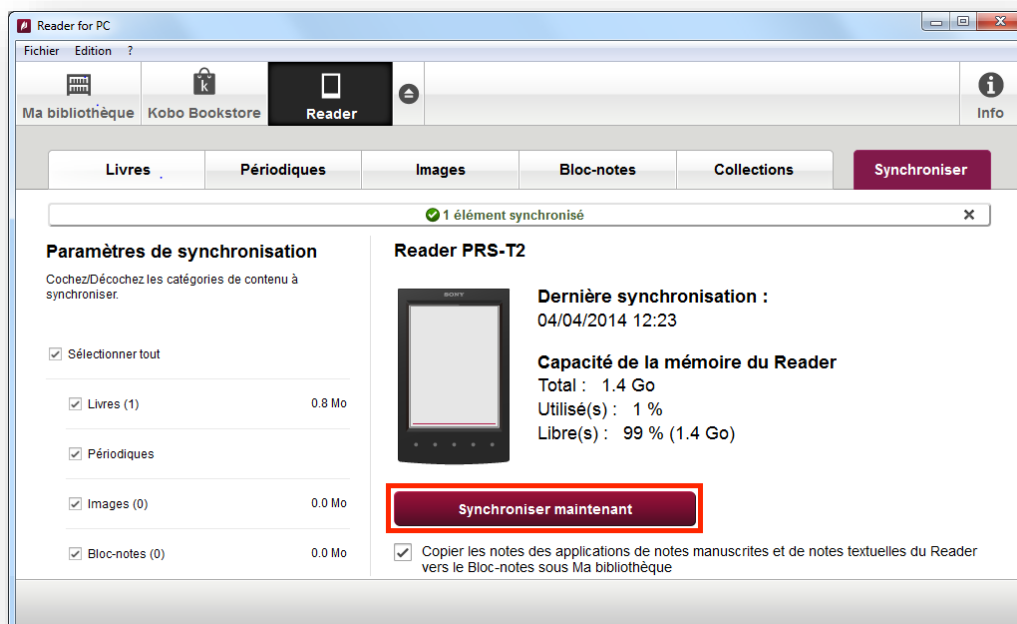 Reader for PC
Fichier Edition ?
Ma bibliothèque Kobo Bookstore Reader Info
Livres Périodiques Images Bloc-notes Collections Synchroniser
1 élément synchronisé
Paramètres de synchronisation
Cochez/Décochez les catégories de contenu à
synchroniser.
Sélectionner tout
Livres (1) 0.8 Mo
Périodiques
Images (0) 0.0 Mo
Bloc-notes (0) 0.0 Mo
Reader PRS-T2
SONY
Dernière synchronisation :
04/04/2014 12:23
Capacité de la mémoire du Reader
Total : 1.4 Go
Utilisé(s) : 1 %
Libre(s) : 99 % (1.4 Go)
Synchroniser maintenant
Copier les notes des applications de notes manuscrites et de notes textuelles du Reader
vers le Bloc-notes sous Ma bibliothèque